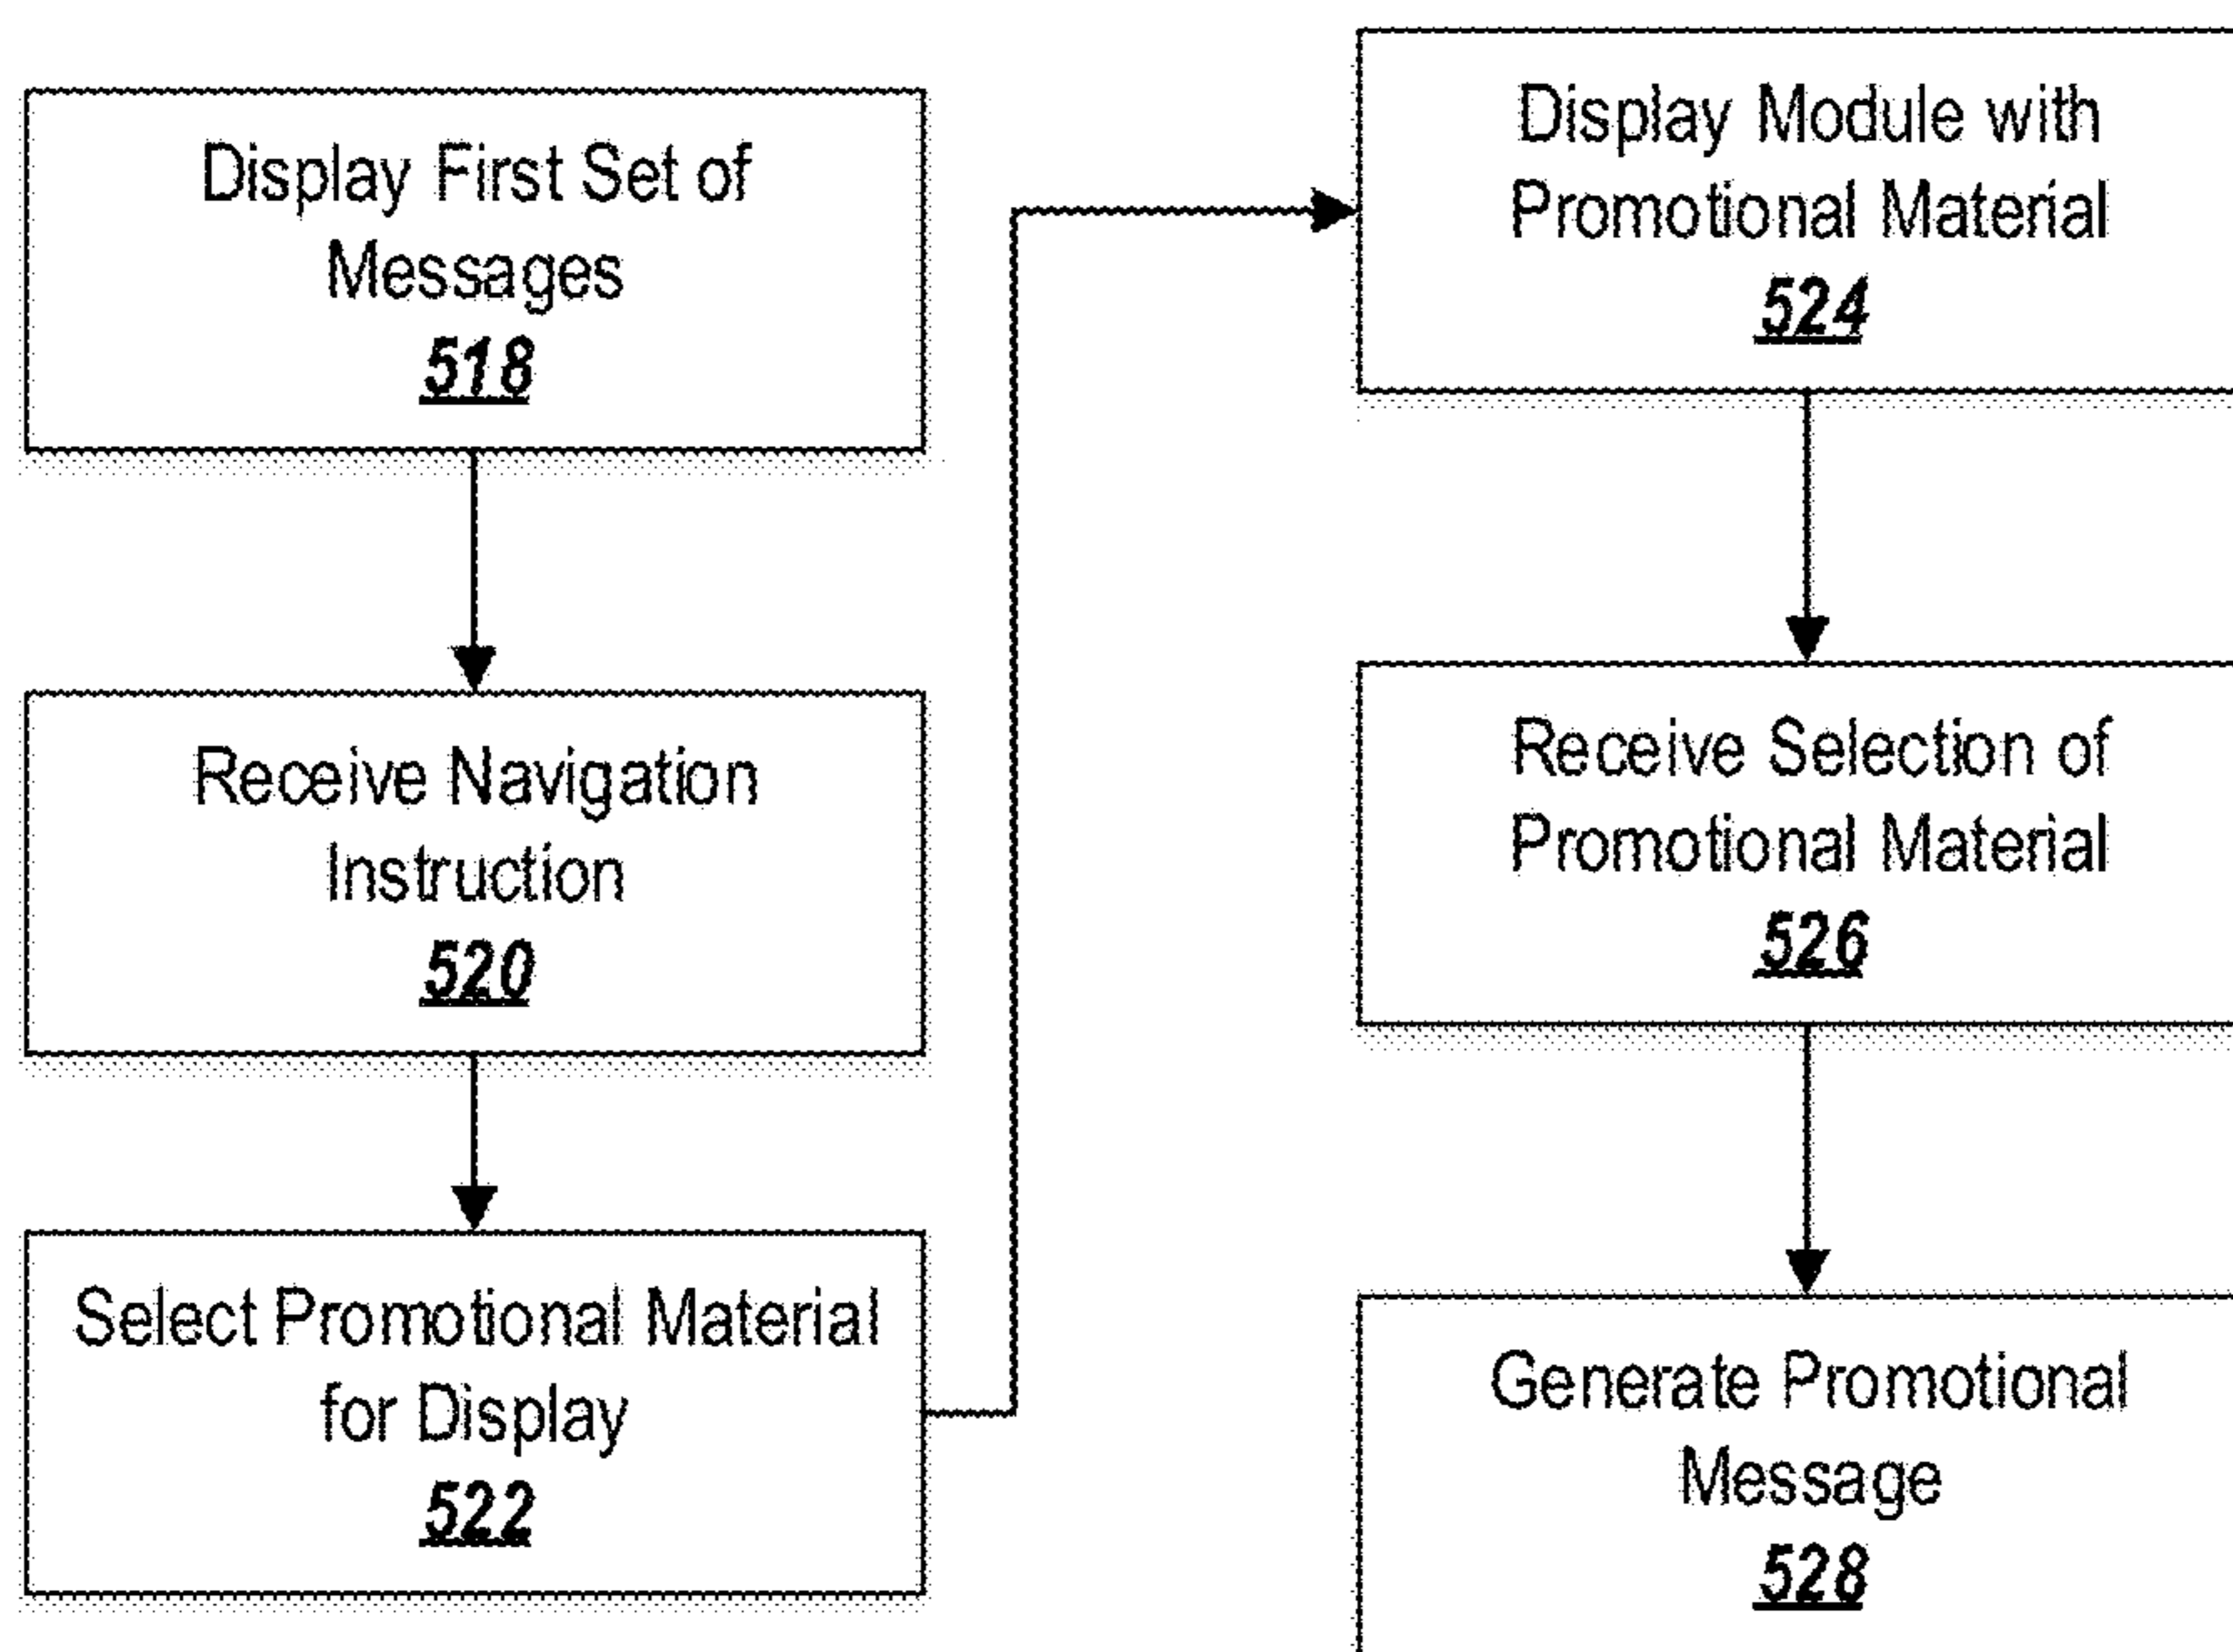 Display First Set of
Messages
518
Receive Navigation
Instruction
520
Select Promotional Material
for Display
522
Display Module with
Promotional Material
524
Receive Selection of
Promotional Material
526
Generate Promotional
Message
528